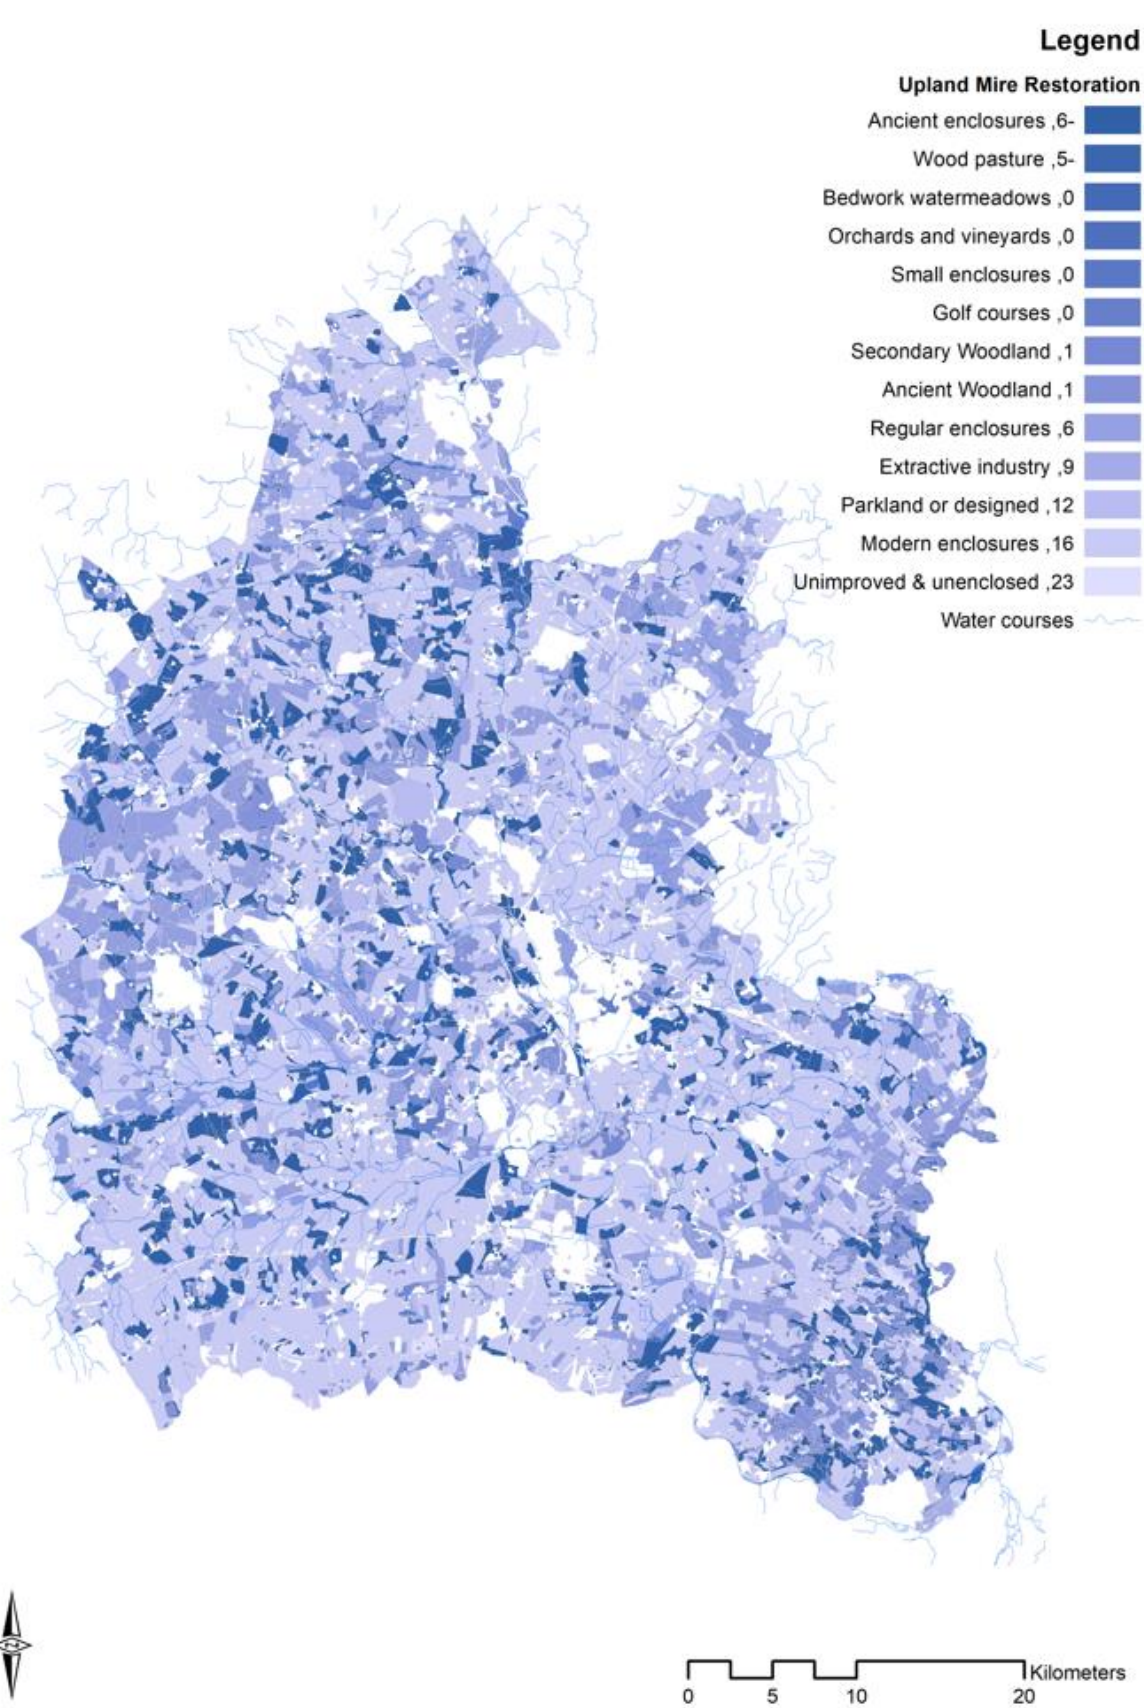 Legend
Upland Mire Restoration
Ancient enclosures ,6-
Wood pasture ,5-
Bedwork watermeadows ,0
Orchards and vineyards ,0
Small enclosures ,0
Golf courses ,0
Secondary Woodland ,1
Ancient Woodland ,1
Regular enclosures ,6
Extractive industry ,9
Parkland or designed ,12
Modern enclosures ,16
Unimproved & unenclosed ,23
Water courses
Kilometers
0 5 10 20